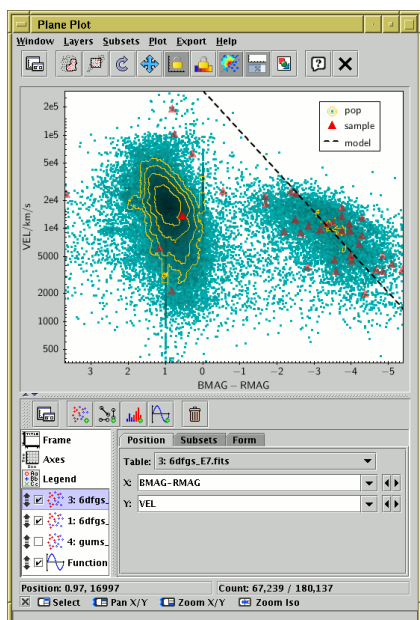 Plane Plot
Window Layers Subsets Plot Export Help
2e5
1e5
5e4
2e4
1e4
5000
2000
1000
500
VEL/km/s
pop
sample
model
3 2 1 0 −1 −2 −3 −4 −5
BMAG − RMAG
Frame
Axes
Legend
3: 6dfgs_
1: 6dfgs_
4: gums_
Function
Position Subsets Form
Table: 3: 6dfgs_E7.fits
X: BMAG-RMAG
Y: VEL
Position: 0.97, 16997 Count: 67,239 / 180,137
Select Pan X/Y Zoom X/Y Zoom Iso